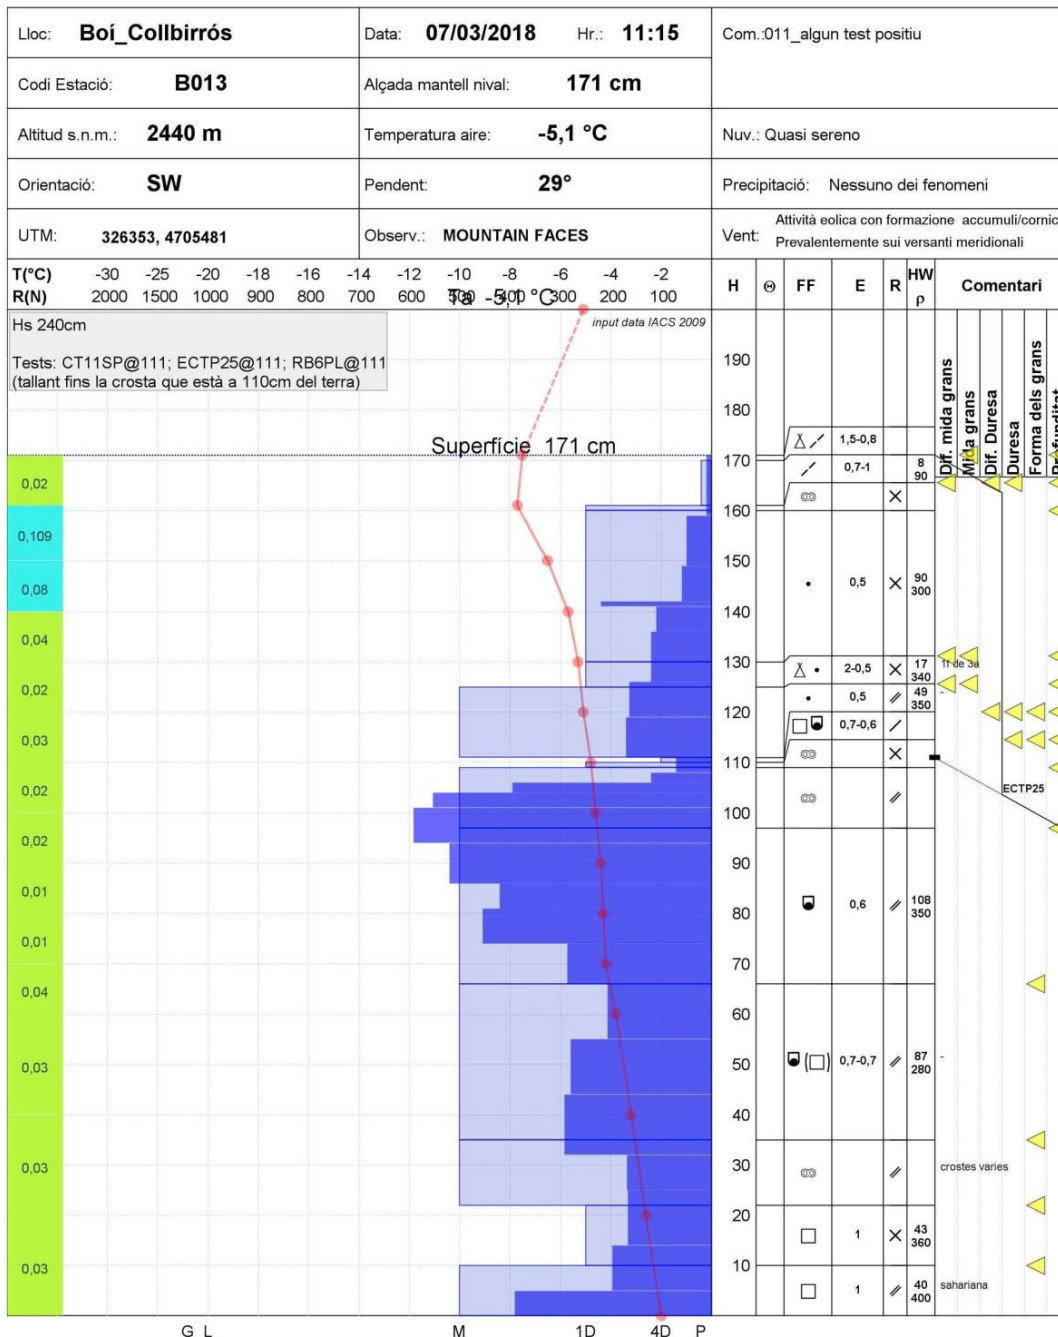 Lloc: Boí_Collbirrós
Data: 07/03/2018 Hr.: 11:15
Com.:011_algun test positiu
Codi Estació: B013
Alçada mantell nival: 171 cm
Altitud s.n.m.: 2440 m
Temperatura aire: -5,1 °C
Nuv.: Quasi sereno
Orientació: SW
Pendent: 29°
Precipitació: Nessuno dei fenomeni
UTM: 326353, 4705481
Observ.: MOUNTAIN FACES
Vent: Attività eolica con formazione accumuli/cornic
Prevalentemente sui versanti meridionali
T(°C) -30 -25 -20 -18 -16 -14 -12 -10 -8 -6 -4 -2
R(N) 2000 1500 1000 900 800 700 600 500 400 300 200 100
Ta -5,1 °C
H Θ FF E R HW ρ Comentari
Dif. mida grans
Mida grans
Dif. Duresa
Duresa
Forma dels grans
Profunditat
Hs 240cm
input data IACS 2009
Tests: CT11SP@111; ECTP25@111; RB6PL@111
(tallant fins la crosta que està a 110cm del terra)
190
180
Superfície 171 cm
1,5-0,8
170
0,7-1 8
90
0,02
160
0,109
150
0,08
0,5 90
300
140
0,04
130
2-0,5 17
340
1f de 3a
0,02
0,5 49
350
-
120
0,7-0,6
0,03
110
ECTP25
0,02
100
0,02
90
0,01
0,6 108
350
80
0,01
70
0,04
60
0,7-0,7 87
280
-
50
0,03
40
30
crostes varies
0,03
20
1 43
360
10
0,03
1 40
400
sahariana
G L M 1D 4D P